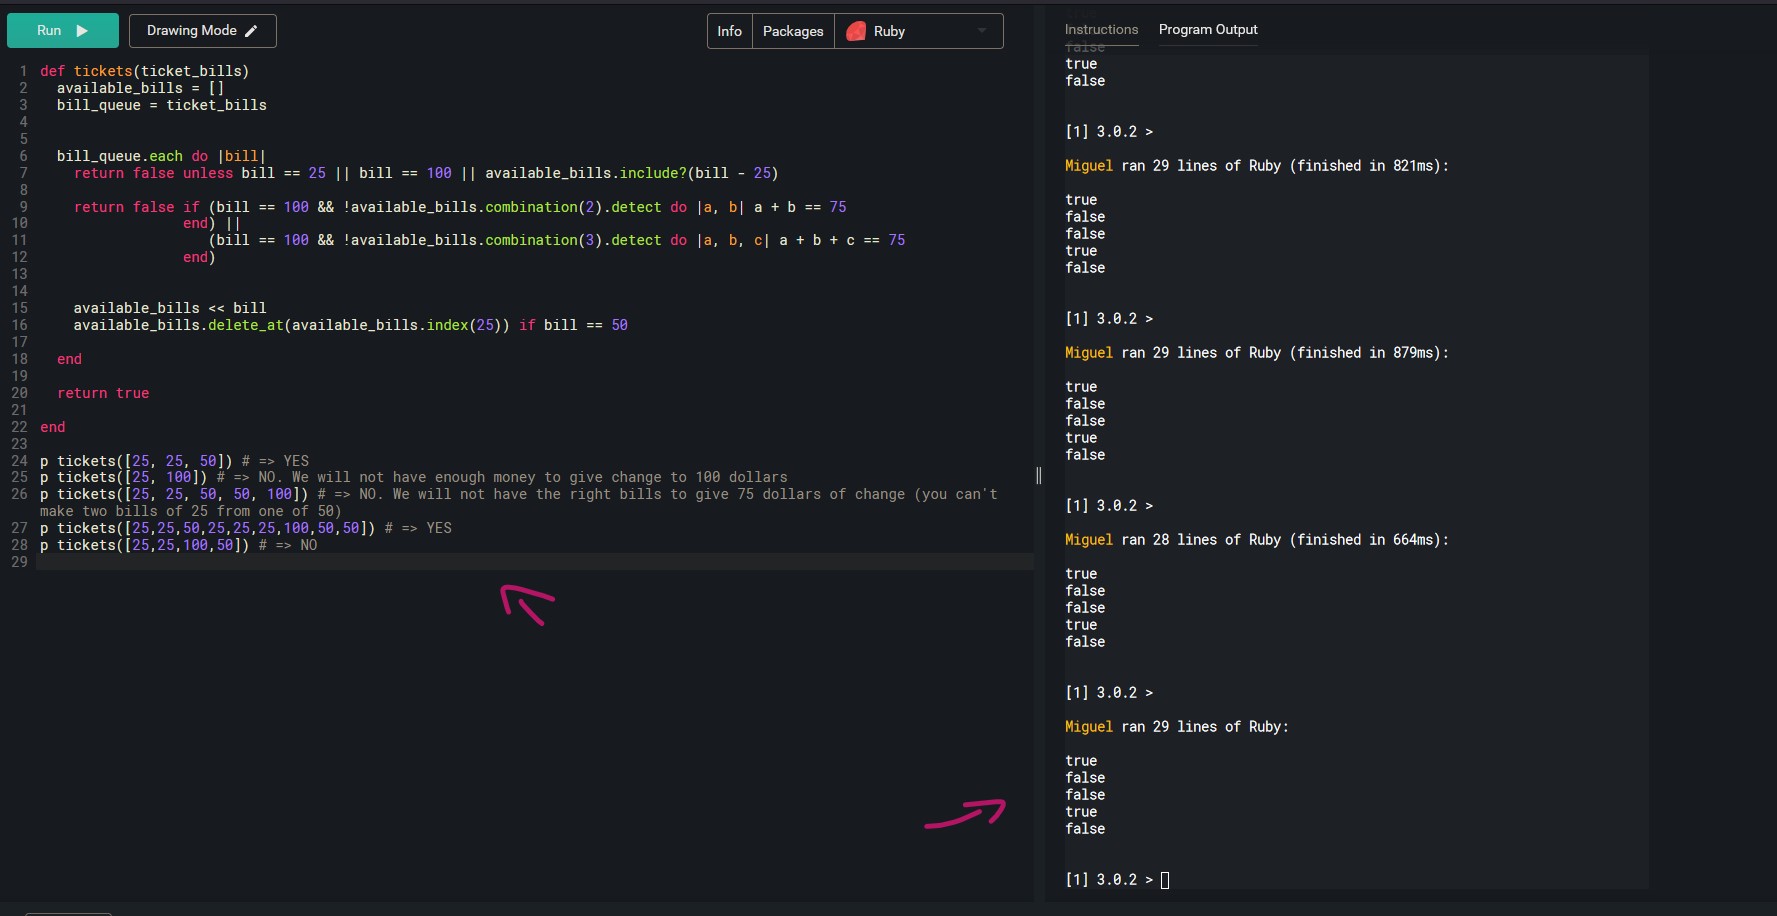 Run
Drawing Mode
Info
Packages
Ruby
1 def tickets(ticket_bills)
2   available_bills = []
3   bill_queue = ticket_bills
4
5
6   bill_queue.each do |bill|
7     return false unless bill == 25 || bill == 100 || available_bills.include?(bill - 25)
8
9     return false if (bill == 100 && !available_bills.combination(2).detect do |a, b| a + b == 75
10                  end) ||
11                     (bill == 100 && !available_bills.combination(3).detect do |a, b, c| a + b + c == 75
12                  end)
13
14
15    available_bills << bill
16    available_bills.delete_at(available_bills.index(25)) if bill == 50
17
18  end
19
20  return true
21
22 end
23
24 p tickets([25, 25, 50]) # => YES
25 p tickets([25, 100]) # => NO. We will not have enough money to give change to 100 dollars
26 p tickets([25, 25, 50, 50, 100]) # => NO. We will not have the right bills to give 75 dollars of change (you can't
make two bills of 25 from one of 50)
27 p tickets([25,25,50,25,25,25,100,50,50]) # => YES
28 p tickets([25,25,100,50]) # => NO
29
Instructions
Program Output
false
true
false
[1] 3.0.2 >
Miguel ran 29 lines of Ruby (finished in 821ms):
true
false
false
true
false
[1] 3.0.2 >
Miguel ran 29 lines of Ruby (finished in 879ms):
true
false
false
true
false
[1] 3.0.2 >
Miguel ran 28 lines of Ruby (finished in 664ms):
true
false
false
true
false
[1] 3.0.2 >
Miguel ran 29 lines of Ruby:
true
false
false
true
false
[1] 3.0.2 >